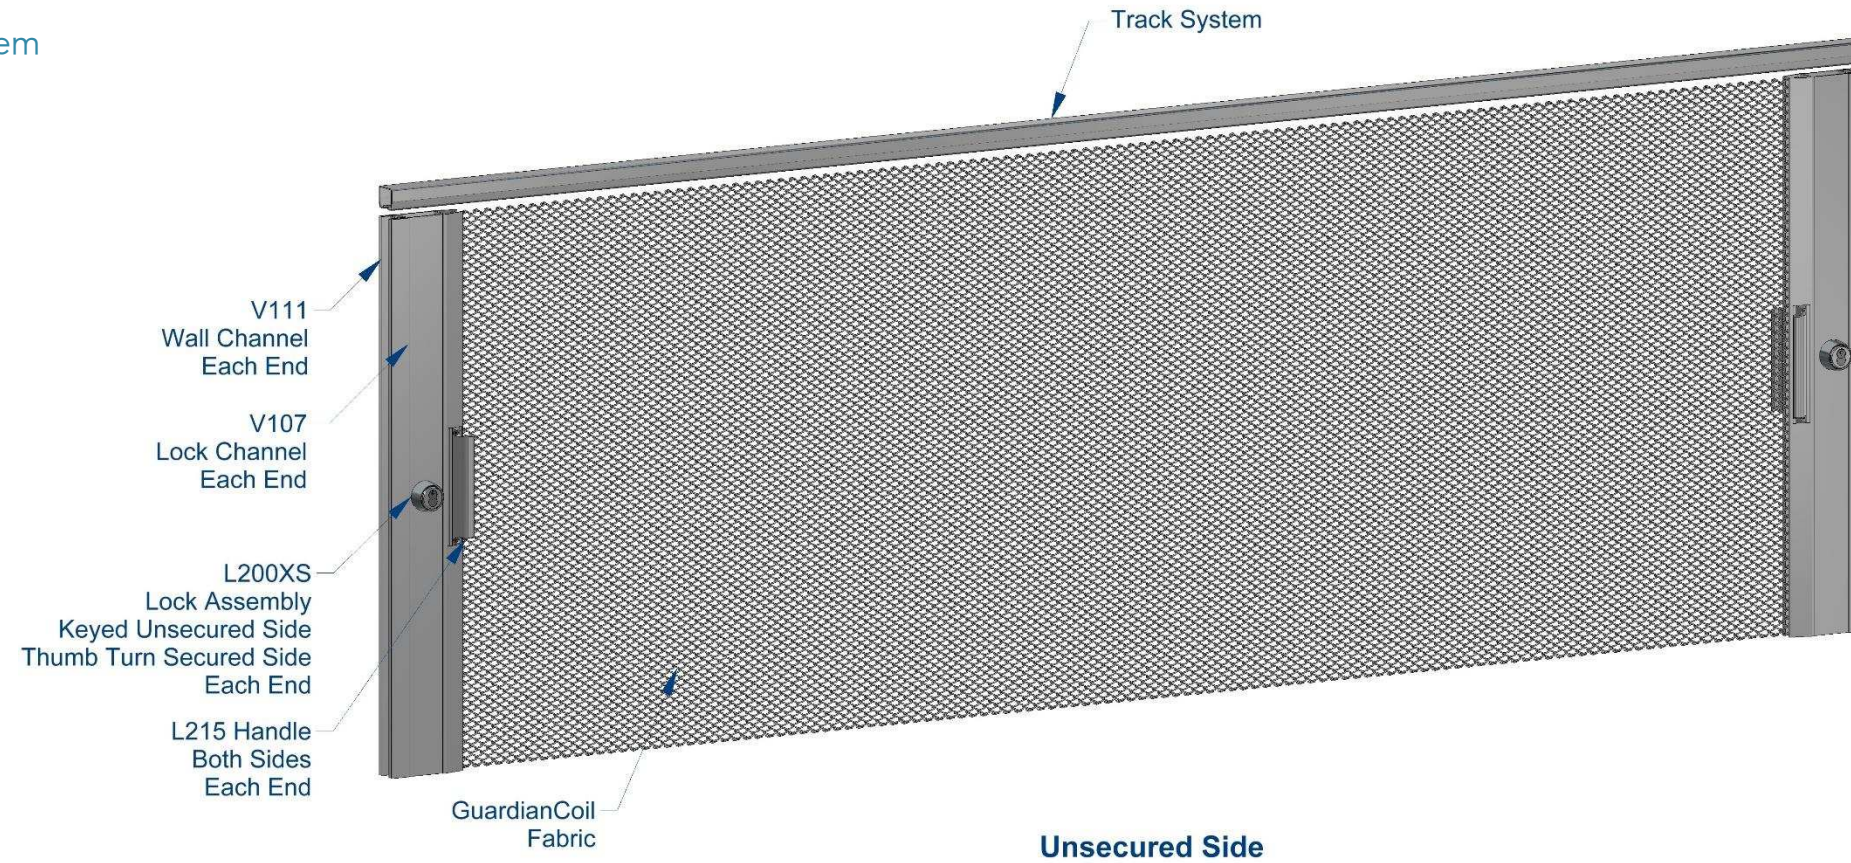 Track System
em
V111
Wall Channel
Each End
V107
Lock Channel
Each End
L200XS
Lock Assembly
Keyed Unsecured Side
Thumb Turn Secured Side
Each End
L215 Handle
Both Sides
Each End
GuardianCoil
Fabric
Unsecured Side